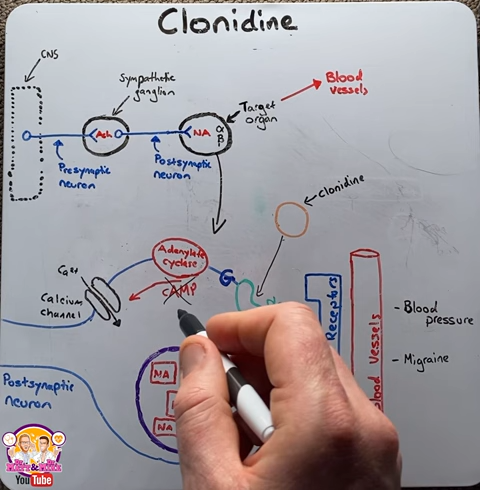 Clonidine
CNS
Sympathetic
ganglion
Ach
NA
α
β
Target
organ
Blood
vessels
Presynaptic
neuron
Postsynaptic
neuron
Clonidine
Adenylate
cyclase
cAMP
G
Ca2+
Calcium
channel
Receptors
Blood Vessels
- Blood
pressure
- Migraine
Postsynaptic
neuron
NA
NA
YouTube